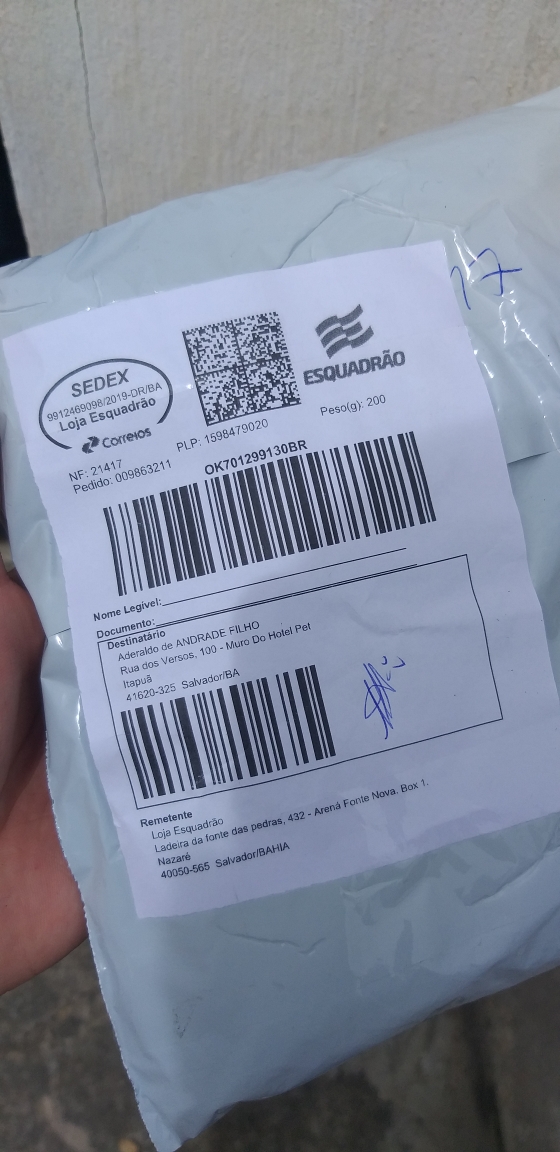 17
SEDEX
9912469098/2019-DR/BA
Loja Esquadrão
Correios
ESQUADRÃO
NF: 21417
PLP: 1598479020
Peso(g): 200
Pedido: 009863211
OK701299130BR
Nome Legível:
Documento:
Destinatário
Aderaldo de ANDRADE FILHO
Rua dos Versos, 100 - Muro Do Hotel Pet
Itapuã
41620-325 Salvador/BA
Remetente
Loja Esquadrão
Ladeira da fonte das pedras, 432 - Arena Fonte Nova. Box 1.
Nazaré
40050-565 Salvador/BAHIA